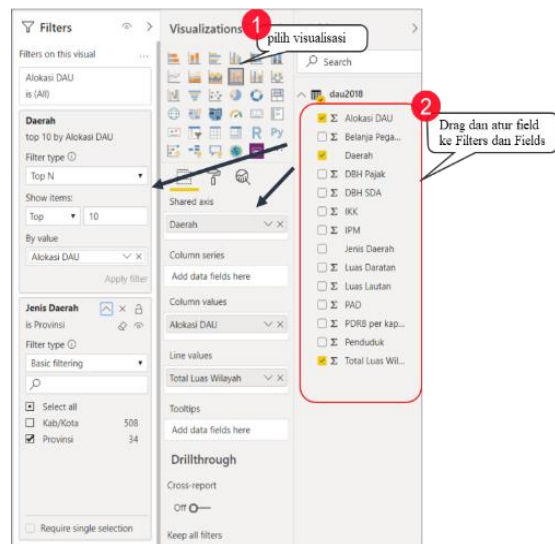 Filters
Filters on this visual
...
Alokasi DAU
is (All)
Daerah
top 10 by Alokasi DAU
Filter type
Top N
Show items:
Top 10
By value
Alokasi DAU
Apply filter
Jenis Daerah
is Provinsi
Filter type
Basic filtering
Select all
Kab/Kota 508
Provinsi 34
Require single selection
Visualizations
1
pilih visualisasi
R Py
Shared axis
Daerah
Column series
Add data fields here
Column values
Alokasi DAU
Line values
Total Luas Wilayah
Tooltips
Add data fields here
Drillthrough
Cross-report
Off
Keep all filters
Search
dau2018
2
Drag dan atur field
ke Filters dan Fields
Σ Alokasi DAU
Σ Belanja Pega...
Daerah
Σ DBH Pajak
Σ DBH SDA
Σ IKK
Σ IPM
Jenis Daerah
Σ Luas Daratan
Σ Luas Lautan
Σ PAD
Σ PDRB per kap...
Σ Penduduk
Σ Total Luas Wil...